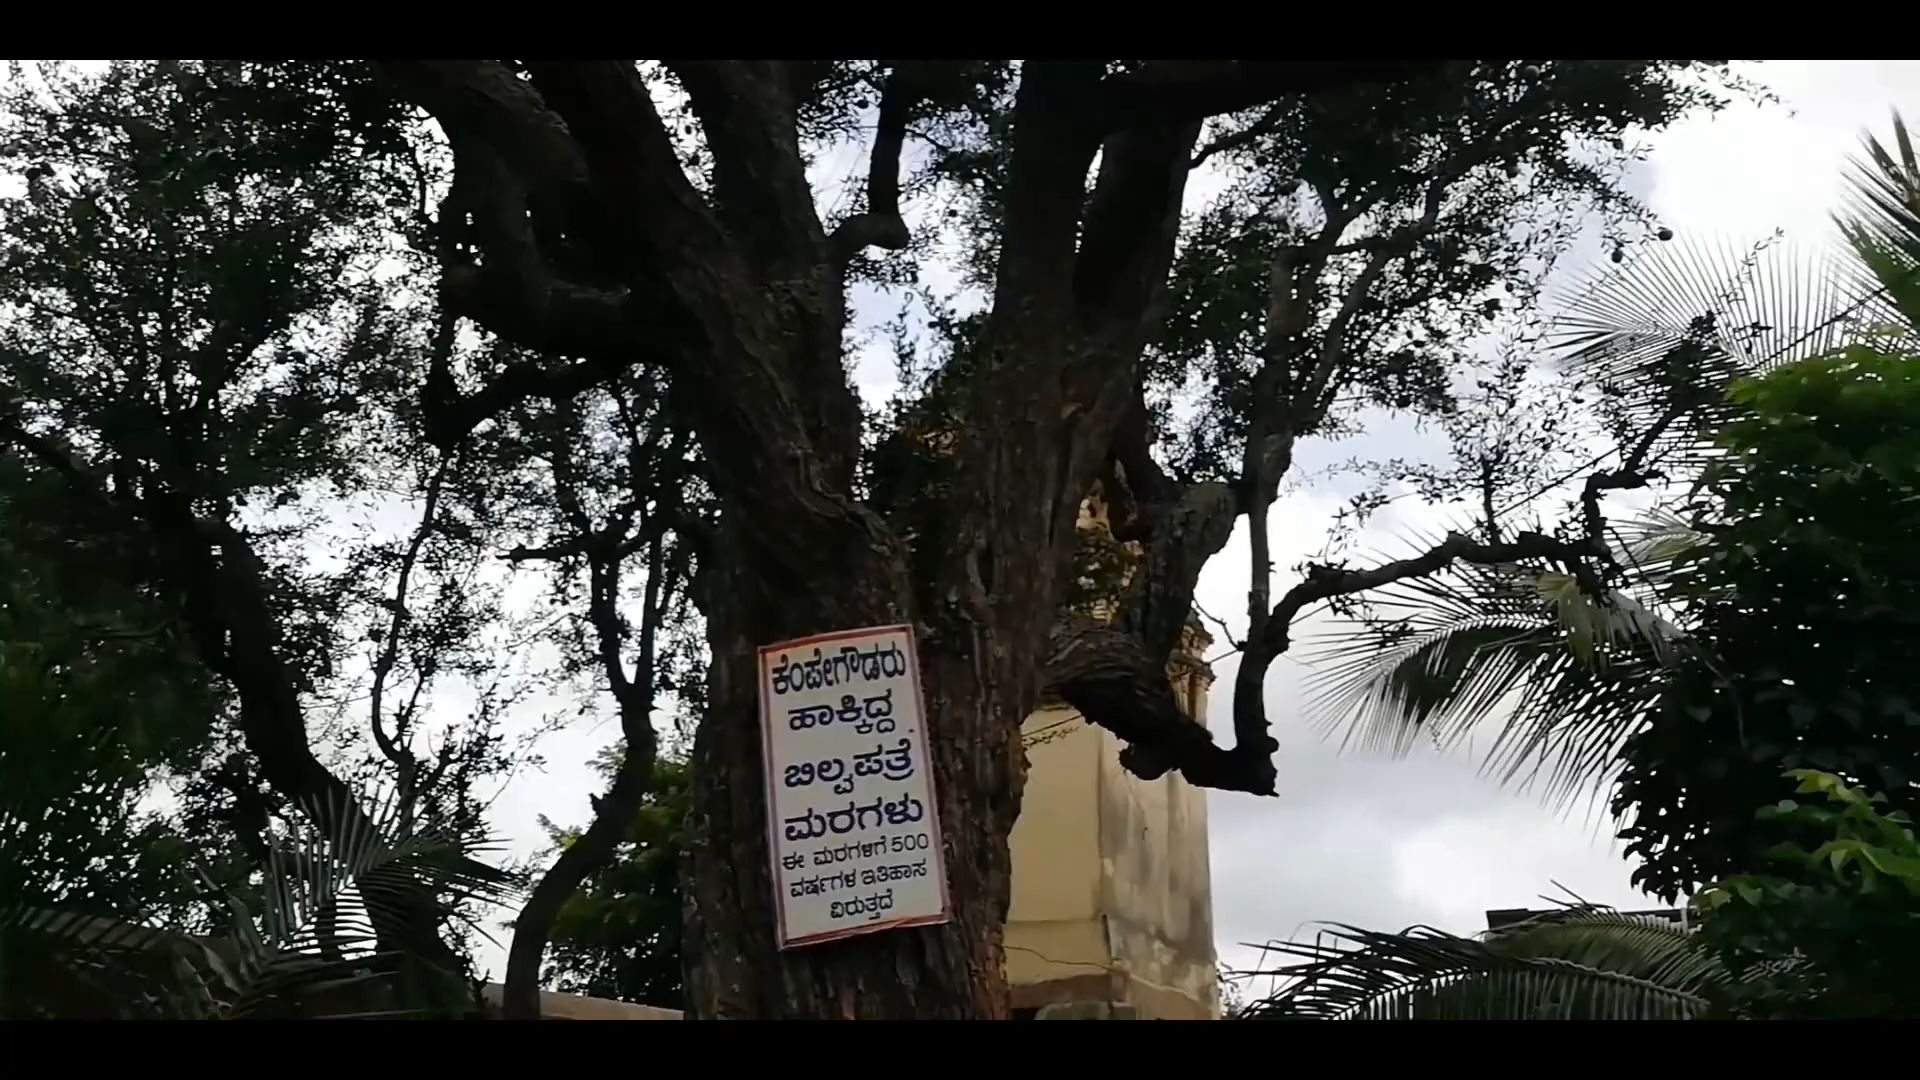 ಕೆಂಪೇಗೌಡರು
ಹಾಕ್ಕಿದ್ದ
ಬಿಲ್ವಪತ್ರೆ
ಮರಗಳು
ಈ ಮರಗಳಿಗೆ 500
ವರ್ಷಗಳ ಇತಿಹಾಸ
ವಿರುತ್ತದೆ